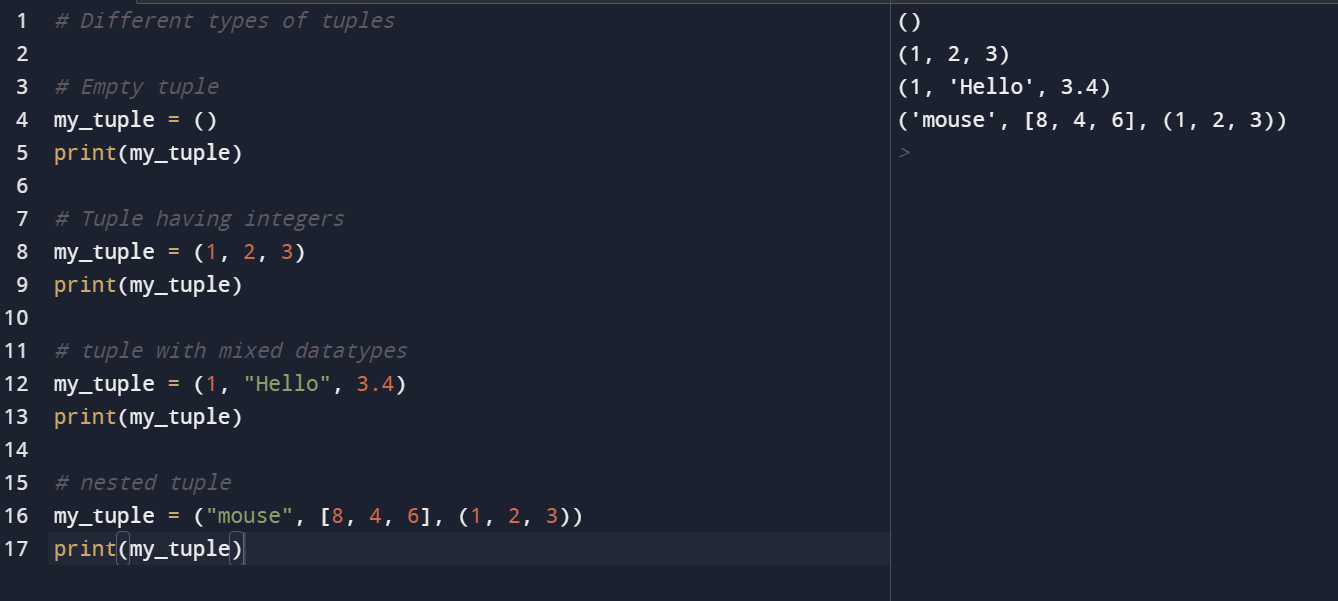 1 # Different types of tuples
2
3 # Empty tuple
4 my_tuple = ()
5 print(my_tuple)
6
7 # Tuple having integers
8 my_tuple = (1, 2, 3)
9 print(my_tuple)
10
11 # tuple with mixed datatypes
12 my_tuple = (1, "Hello", 3.4)
13 print(my_tuple)
14
15 # nested tuple
16 my_tuple = ("mouse", [8, 4, 6], (1, 2, 3))
17 print(my_tuple)
()
(1, 2, 3)
(1, 'Hello', 3.4)
('mouse', [8, 4, 6], (1, 2, 3))
>